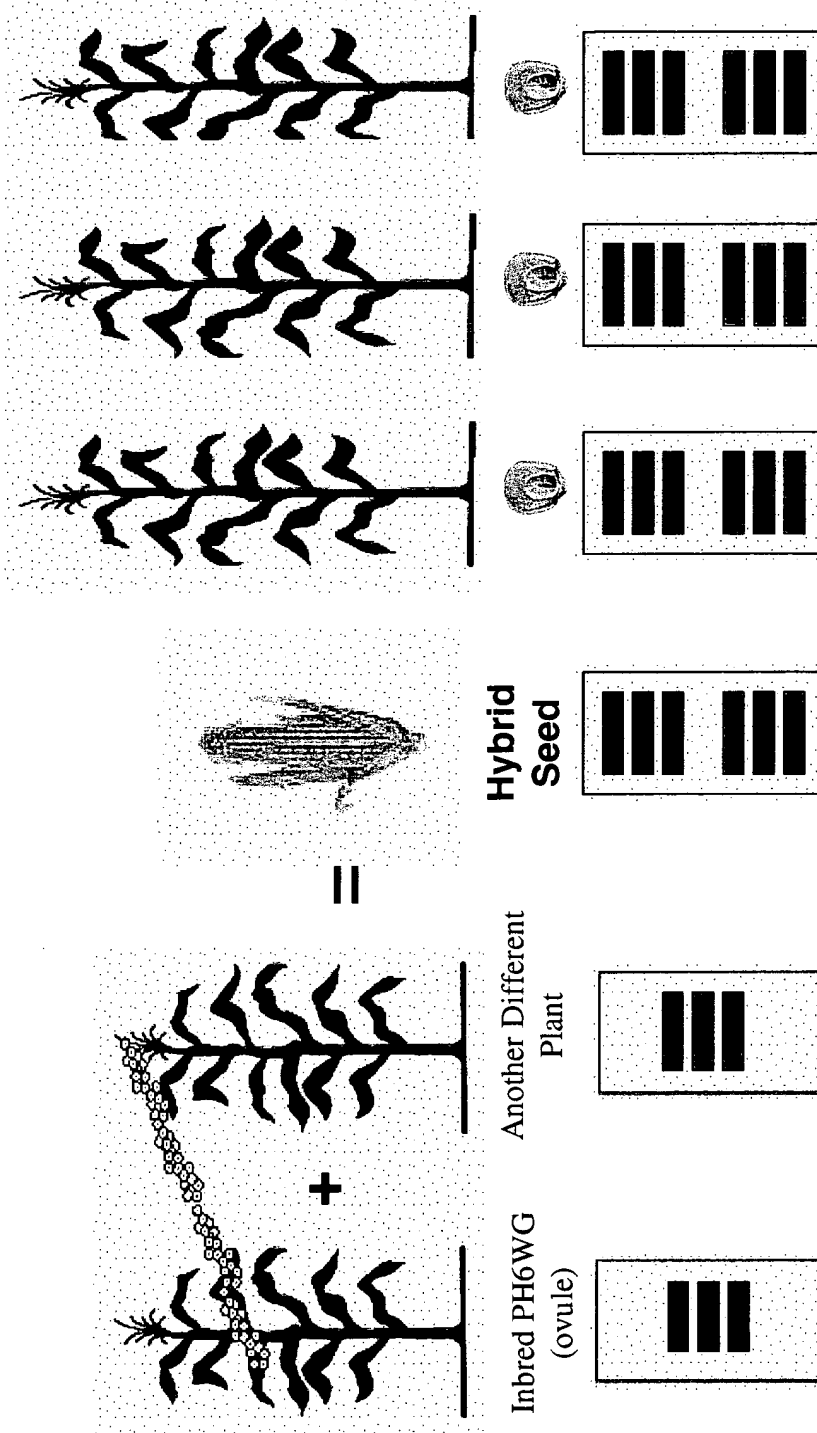 Inbred PH6WG
(ovule)
+
Another Different
Plant
=
Hybrid
Seed